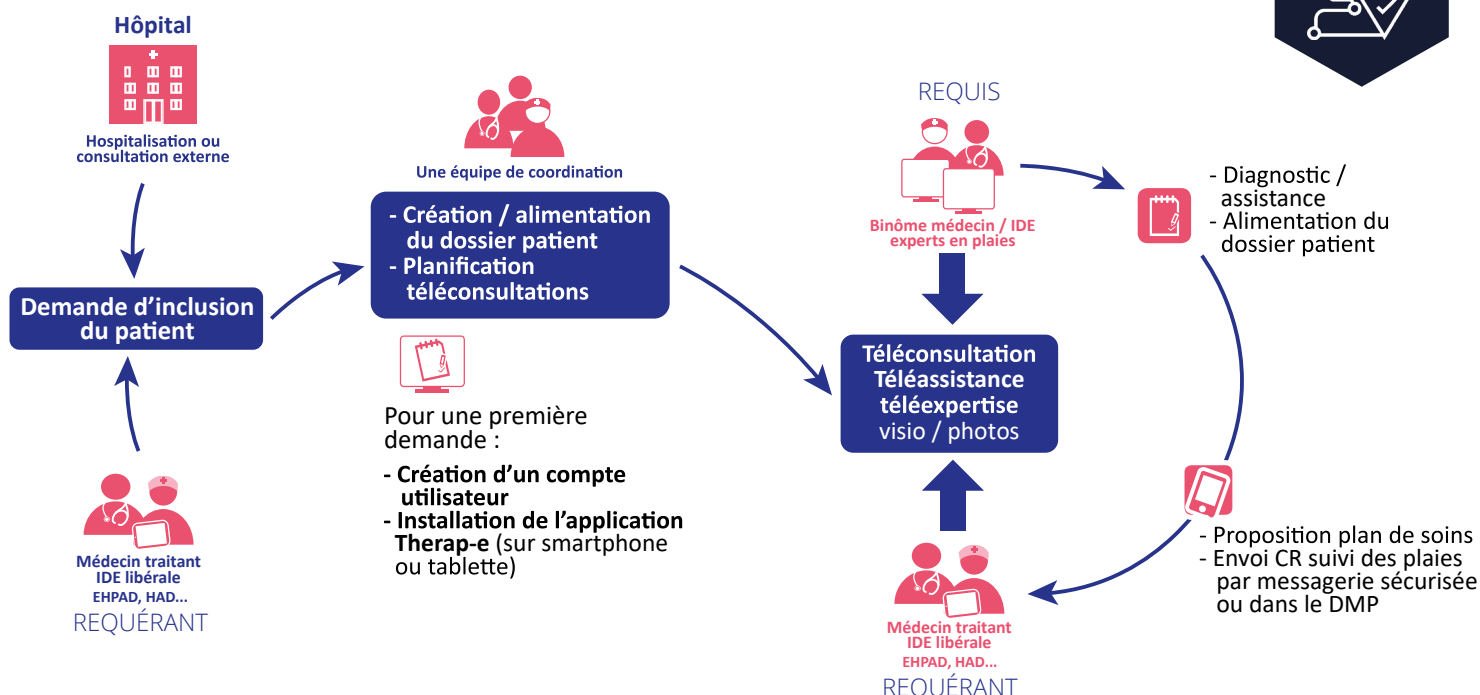 Hôpital
Hospitalisation ou
consultation externe
Demande d’inclusion
du patient
Médecin traitant
IDE libérale
EHPAD, HAD...
REQUÉRANT
Une équipe de coordination
- Création / alimentation
du dossier patient
- Planification
téléconsultations
Pour une première
demande :
- Création d’un compte
utilisateur
- Installation de l’application
Therap-e (sur smartphone
ou tablette)
REQUIS
Binôme médecin / IDE
experts en plaies
Téléconsultation
Téléassistance
téléexpertise
visio / photos
Médecin traitant
IDE libérale
EHPAD, HAD...
REQUÉRANT
- Diagnostic /
assistance
- Alimentation du
dossier patient
- Proposition plan de soins
- Envoi CR suivi des plaies
par messagerie sécurisée
ou dans le DMP